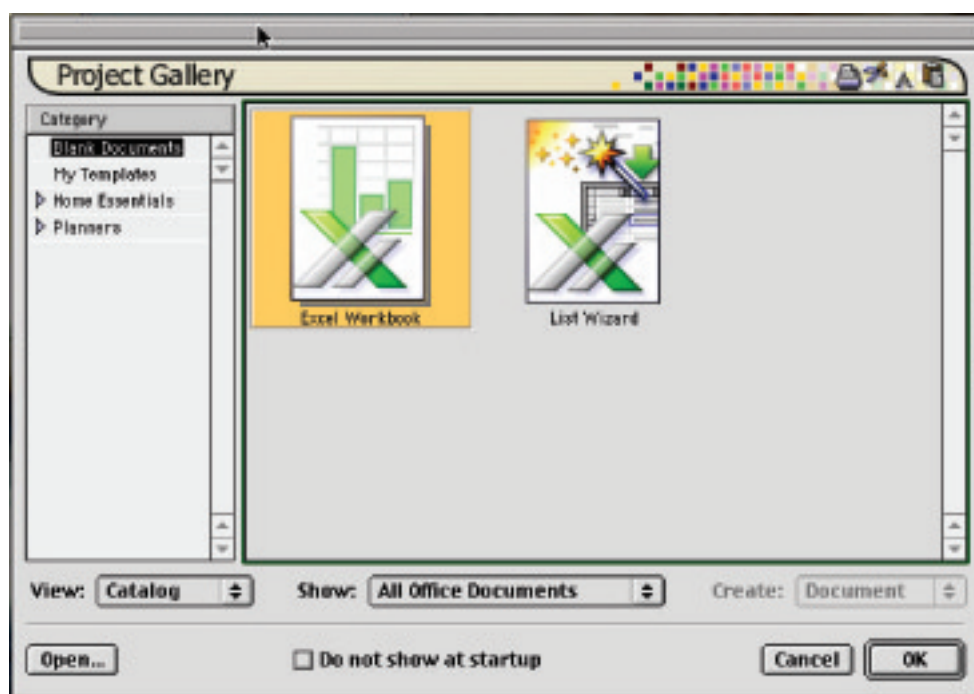 Project Gallery
Category
Blank Documents
My Templates
Home Essentials
Planners
Excel Workbook
List Wizard
View: Catalog Show: All Office Documents Create: Document
Open... Do not show at startup Cancel OK